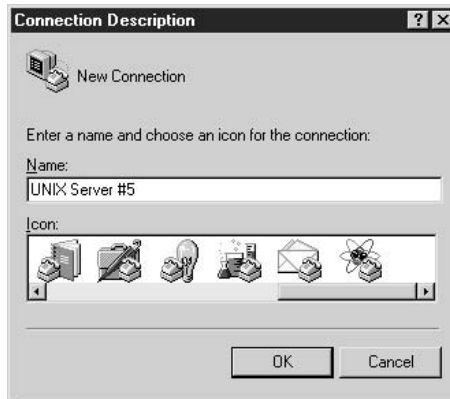 Connection Description
New Connection
Enter a name and choose an icon for the connection:
Name:
UNIX Server #5
Icon:
OK Cancel